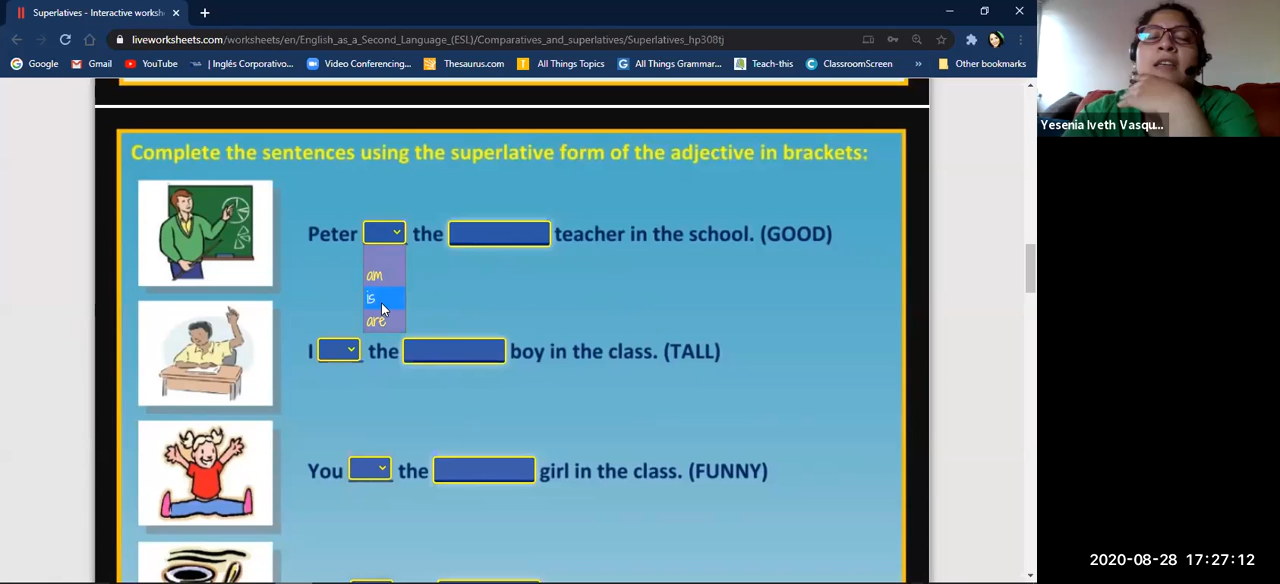 Superlatives - Interactive worksh
liveworksheets.com/worksheets/en/English_as_a_Second_Language_(ESL)/Comparatives_and_superlatives/Superlatives_hp308tj
Google Gmail YouTube | Inglés Corporativo... Video Conferencing... Thesaurus.com All Things Topics All Things Grammar... Teach-this ClassroomScreen » Other bookmarks
Yesenia Iveth Vasqu...
Complete the sentences using the superlative form of the adjective in brackets:
Peter the teacher in the school. (GOOD)
am
is
are
I the boy in the class. (TALL)
You the girl in the class. (FUNNY)
2020-08-28 17:27:12